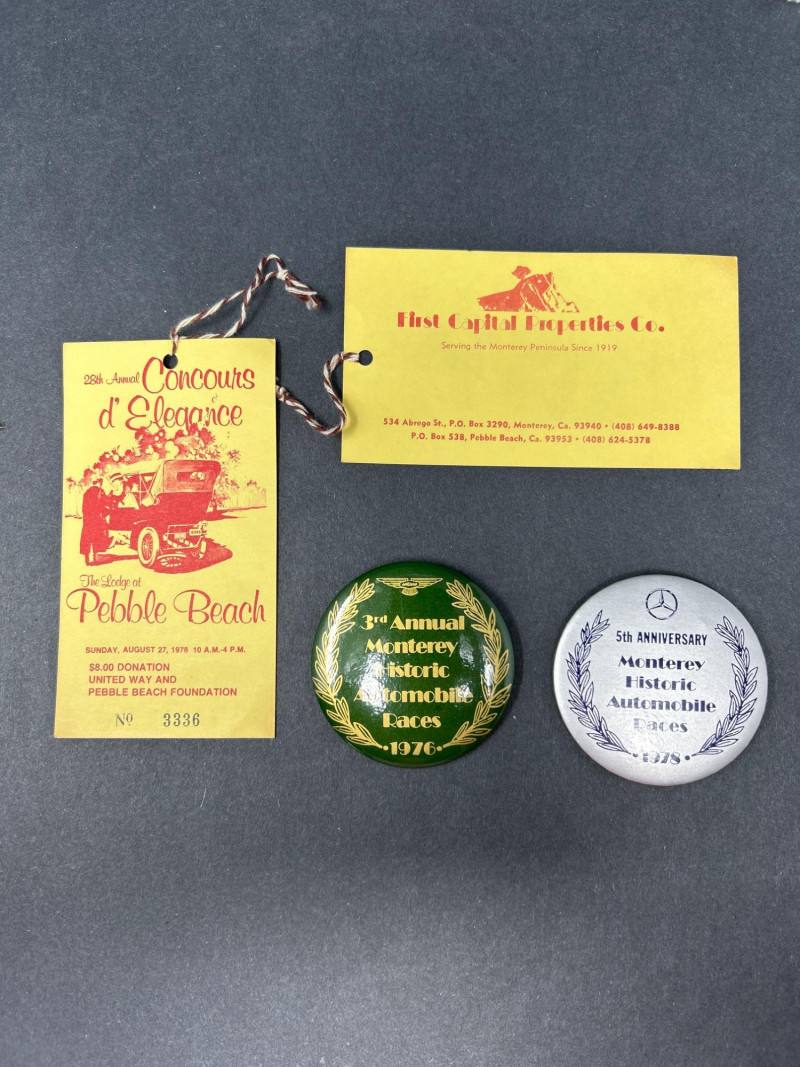 28th Annual Concours
d' Elegance
The Lodge at
Pebble Beach
SUNDAY, AUGUST 27, 1978 10 A.M.-4 P.M.
$8.00 DONATION
UNITED WAY AND
PEBBLE BEACH FOUNDATION
No 3336
First Capital Properties Co.
Serving the Monterey Peninsula Since 1919
534 Abrego St., P.O. Box 3290, Monterey, Ca. 93940 • (408) 649-8388
P.O. Box 538, Pebble Beach, Ca. 93953 • (408) 624-5378
3rd Annual
Monterey
Historic
Automobile
Races
•1976•
5th ANNIVERSARY
Monterey
Historic
Automobile
Races
•1978•